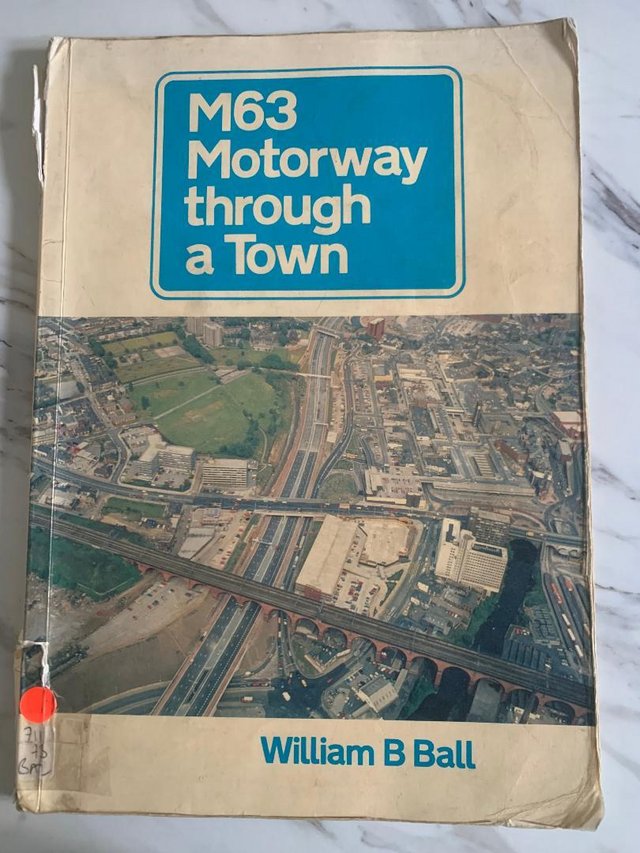 M63
Motorway
through
a Town
William B Ball